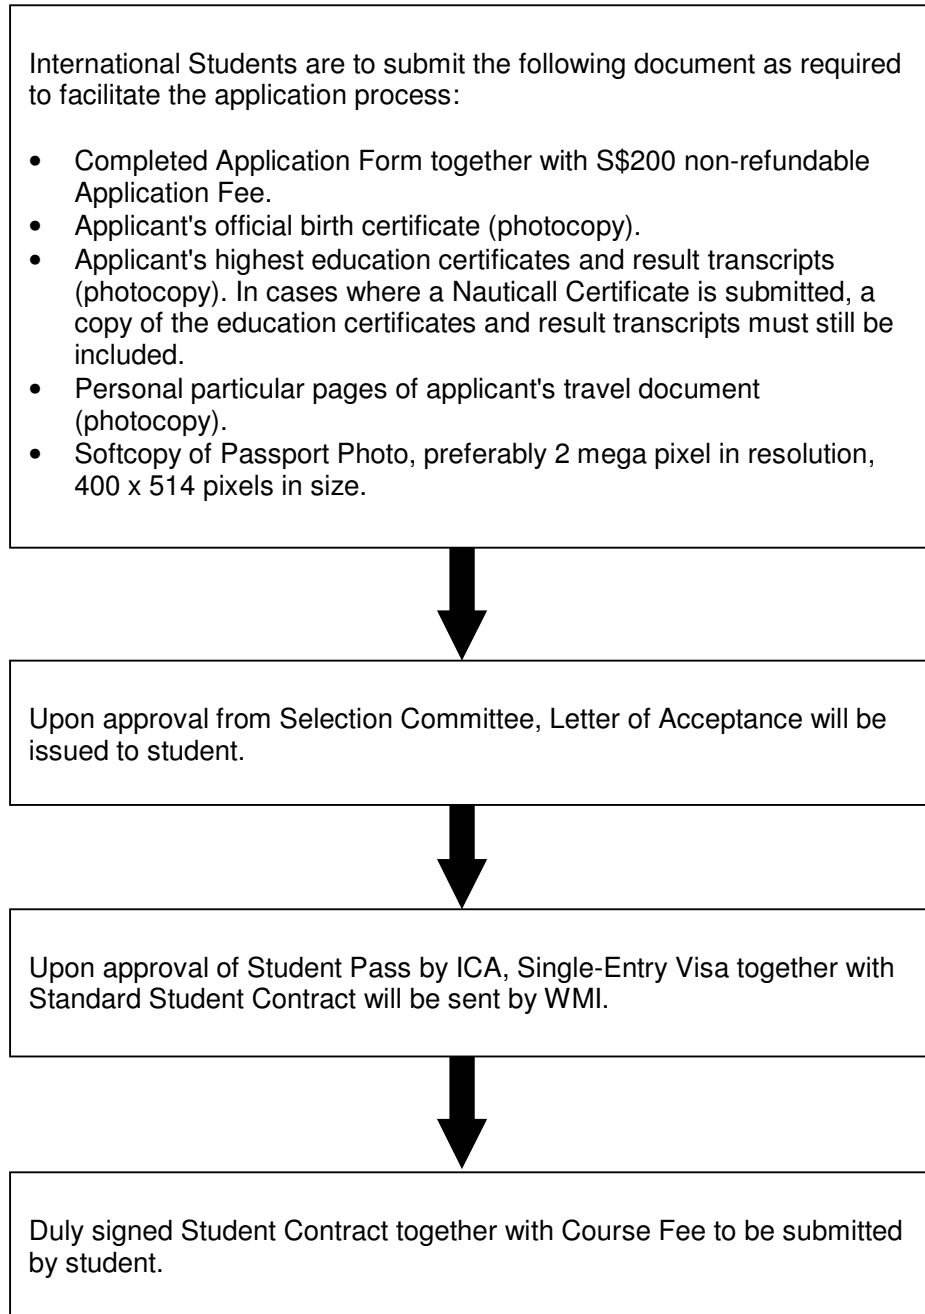 International Students are to submit the following document as required
to facilitate the application process:
• Completed Application Form together with S$200 non-refundable
Application Fee.
• Applicant's official birth certificate (photocopy).
• Applicant's highest education certificates and result transcripts
(photocopy). In cases where a Nauticall Certificate is submitted, a
copy of the education certificates and result transcripts must still be
included.
• Personal particular pages of applicant's travel document
(photocopy).
• Softcopy of Passport Photo, preferably 2 mega pixel in resolution,
400 x 514 pixels in size.
Upon approval from Selection Committee, Letter of Acceptance will be
issued to student.
Upon approval of Student Pass by ICA, Single-Entry Visa together with
Standard Student Contract will be sent by WMI.
Duly signed Student Contract together with Course Fee to be submitted
by student.